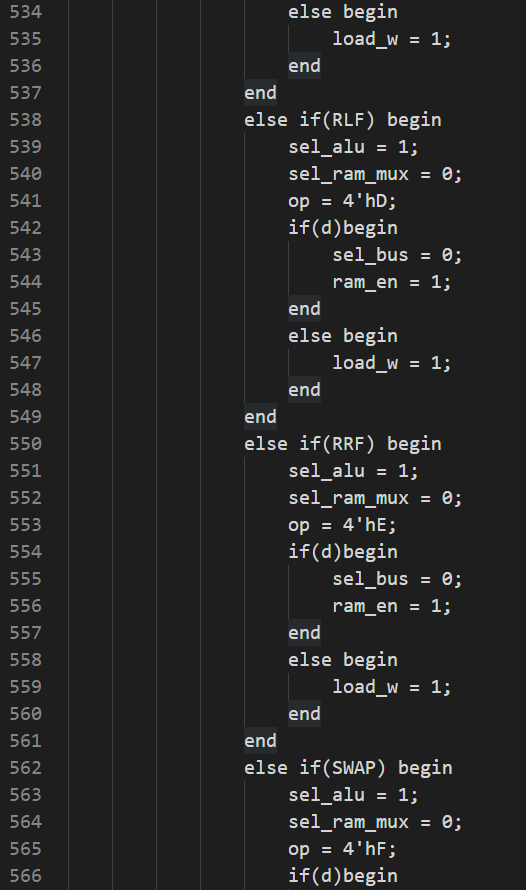 534 else begin
535 load_w = 1;
536 end
537 end
538 else if(RLF) begin
539 sel_alu = 1;
540 sel_ram_mux = 0;
541 op = 4'hD;
542 if(d)begin
543 sel_bus = 0;
544 ram_en = 1;
545 end
546 else begin
547 load_w = 1;
548 end
549 end
550 else if(RRF) begin
551 sel_alu = 1;
552 sel_ram_mux = 0;
553 op = 4'hE;
554 if(d)begin
555 sel_bus = 0;
556 ram_en = 1;
557 end
558 else begin
559 load_w = 1;
560 end
561 end
562 else if(SWAP) begin
563 sel_alu = 1;
564 sel_ram_mux = 0;
565 op = 4'hF;
566 if(d)begin